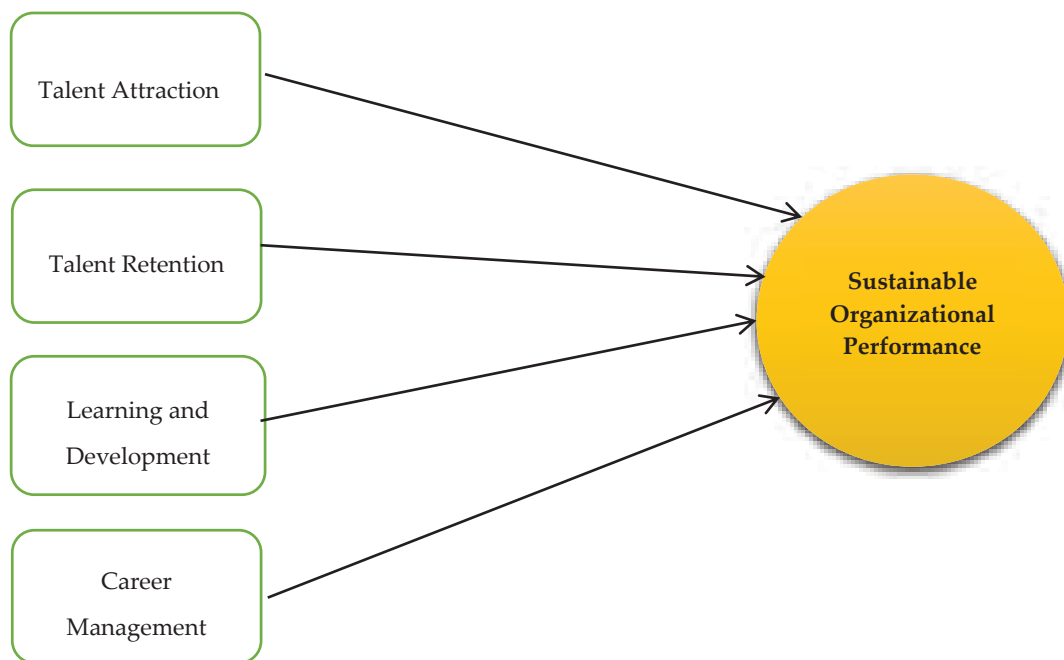 Talent Attraction
Talent Retention
Learning and
Development
Career
Management
Sustainable
Organizational
Performance